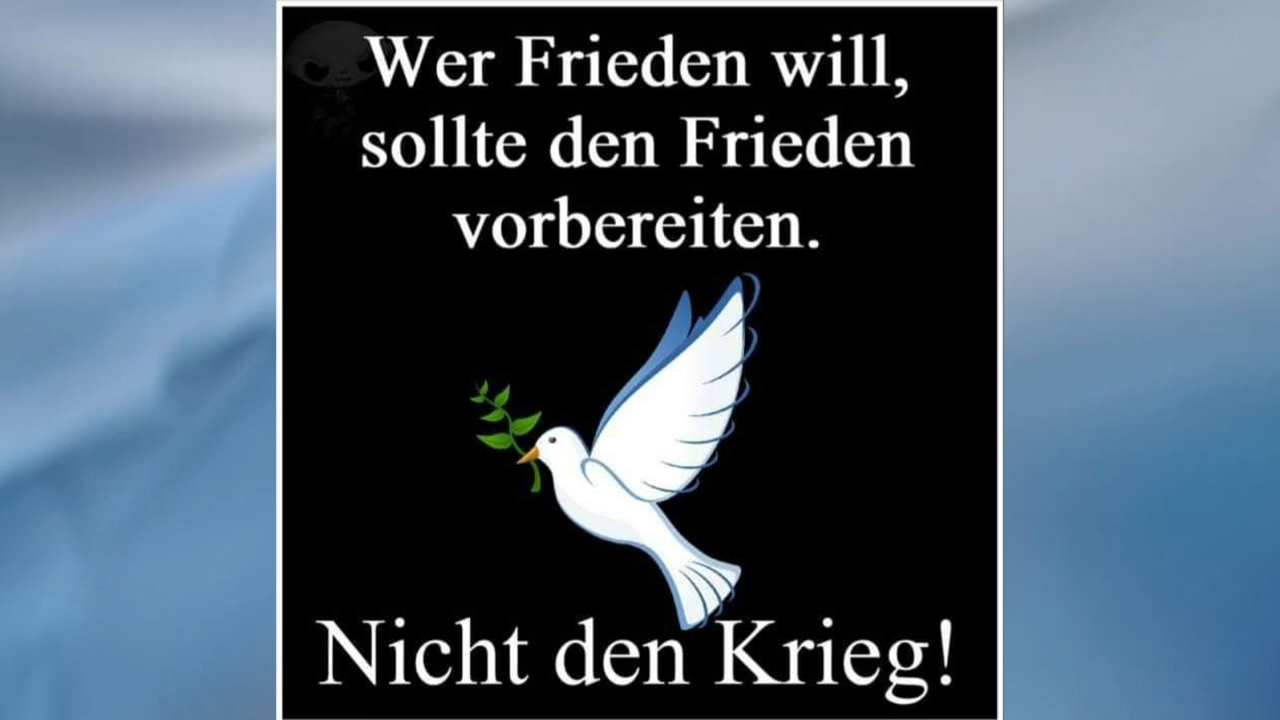 Wer Frieden will,
sollte den Frieden
vorbereiten.
Nicht den Krieg!